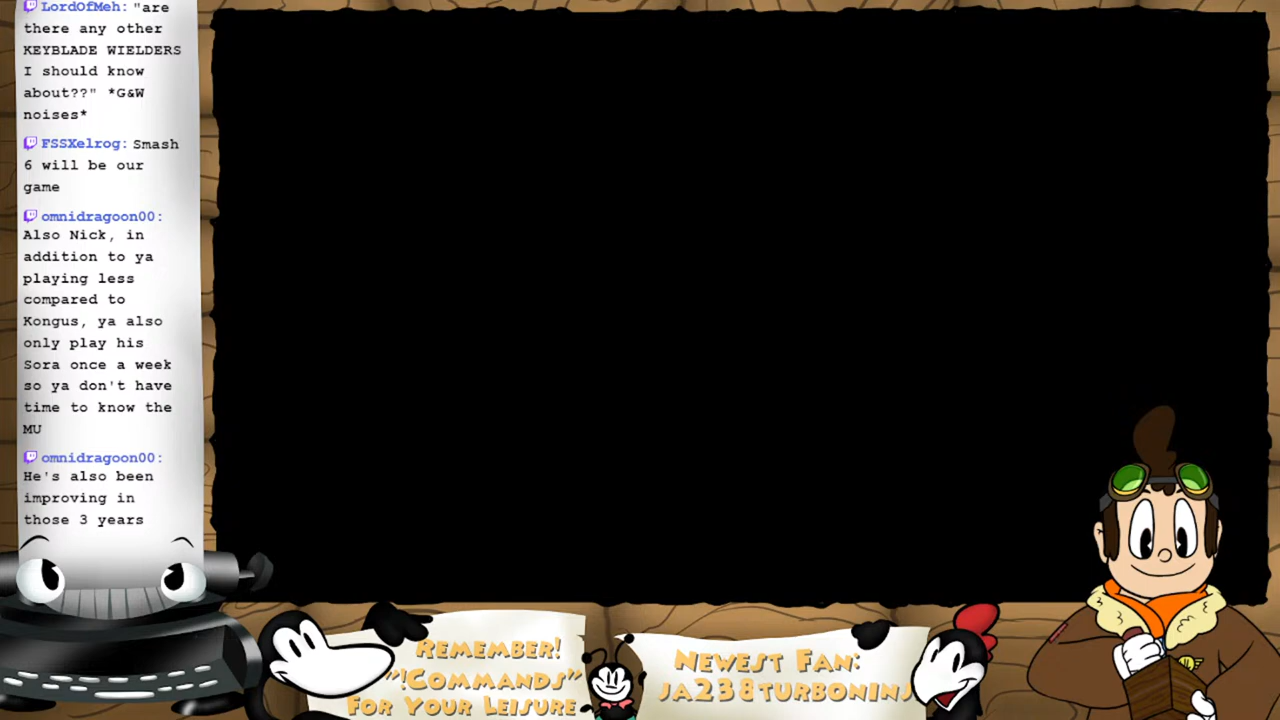 LordOfMeh: "are
there any other
KEYBLADE WIELDERS
I should know
about??" *G&W
noises*
FSSXelrog: Smash
6 will be our
game
omnidragoon00:
Also Nick, in
addition to ya
playing less
compared to
Kongus, ya also
only play his
Sora once a week
so ya don't have
time to know the
MU
omnidragoon00:
He's also been
improving in
those 3 years
Remember!
"!Commands"
For Your Leisure
Newest Fan:
JA238TURBONINJ